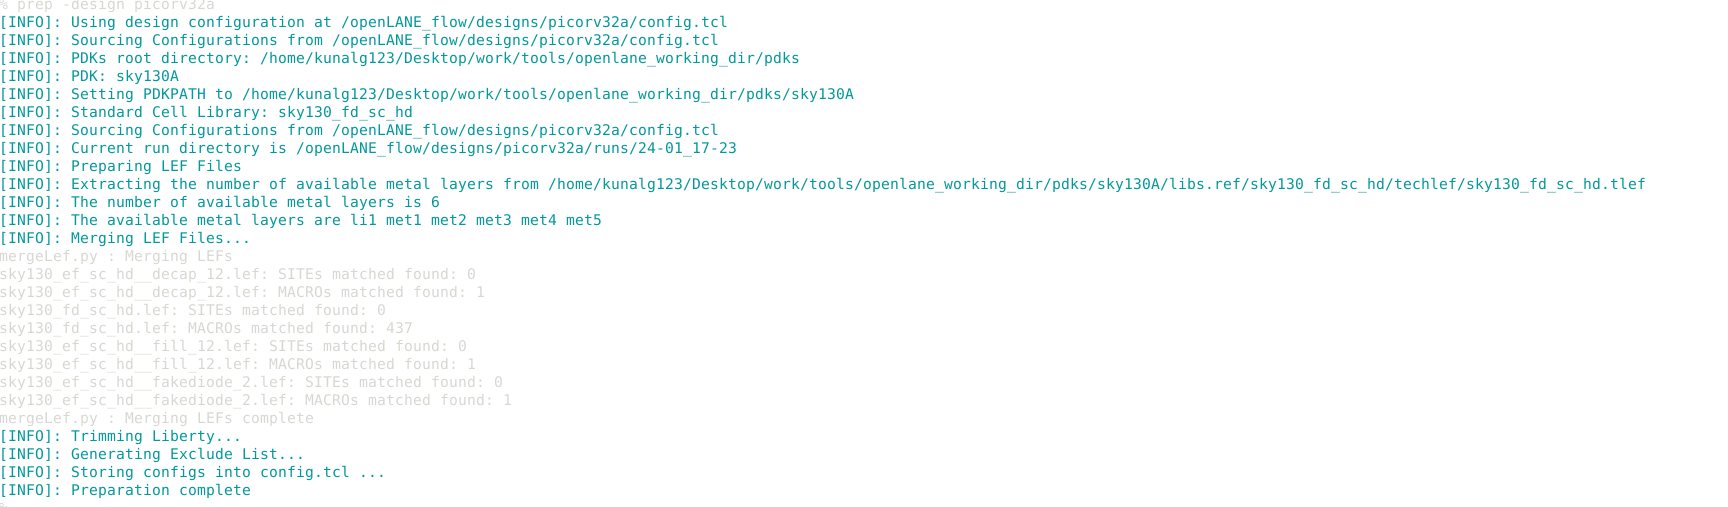 % prep -design picorv32a
[INFO]: Using design configuration at /openLANE_flow/designs/picorv32a/config.tcl
[INFO]: Sourcing Configurations from /openLANE_flow/designs/picorv32a/config.tcl
[INFO]: PDKs root directory: /home/kunalg123/Desktop/work/tools/openlane_working_dir/pdks
[INFO]: PDK: sky130A
[INFO]: Setting PDKPATH to /home/kunalg123/Desktop/work/tools/openlane_working_dir/pdks/sky130A
[INFO]: Standard Cell Library: sky130_fd_sc_hd
[INFO]: Sourcing Configurations from /openLANE_flow/designs/picorv32a/config.tcl
[INFO]: Current run directory is /openLANE_flow/designs/picorv32a/runs/24-01_17-23
[INFO]: Preparing LEF Files
[INFO]: Extracting the number of available metal layers from /home/kunalg123/Desktop/work/tools/openlane_working_dir/pdks/sky130A/libs.ref/sky130_fd_sc_hd/techlef/sky130_fd_sc_hd.tlef
[INFO]: The number of available metal layers is 6
[INFO]: The available metal layers are li1 met1 met2 met3 met4 met5
[INFO]: Merging LEF Files...
mergeLef.py : Merging LEFs
sky130_ef_sc_hd__decap_12.lef: SITEs matched found: 0
sky130_ef_sc_hd__decap_12.lef: MACROs matched found: 1
sky130_fd_sc_hd.lef: SITEs matched found: 0
sky130_fd_sc_hd.lef: MACROs matched found: 437
sky130_ef_sc_hd__fill_12.lef: SITEs matched found: 0
sky130_ef_sc_hd__fill_12.lef: MACROs matched found: 1
sky130_ef_sc_hd__fakediode_2.lef: SITEs matched found: 0
sky130_ef_sc_hd__fakediode_2.lef: MACROs matched found: 1
mergeLef.py : Merging LEFs complete
[INFO]: Trimming Liberty...
[INFO]: Generating Exclude List...
[INFO]: Storing configs into config.tcl ...
[INFO]: Preparation complete
%